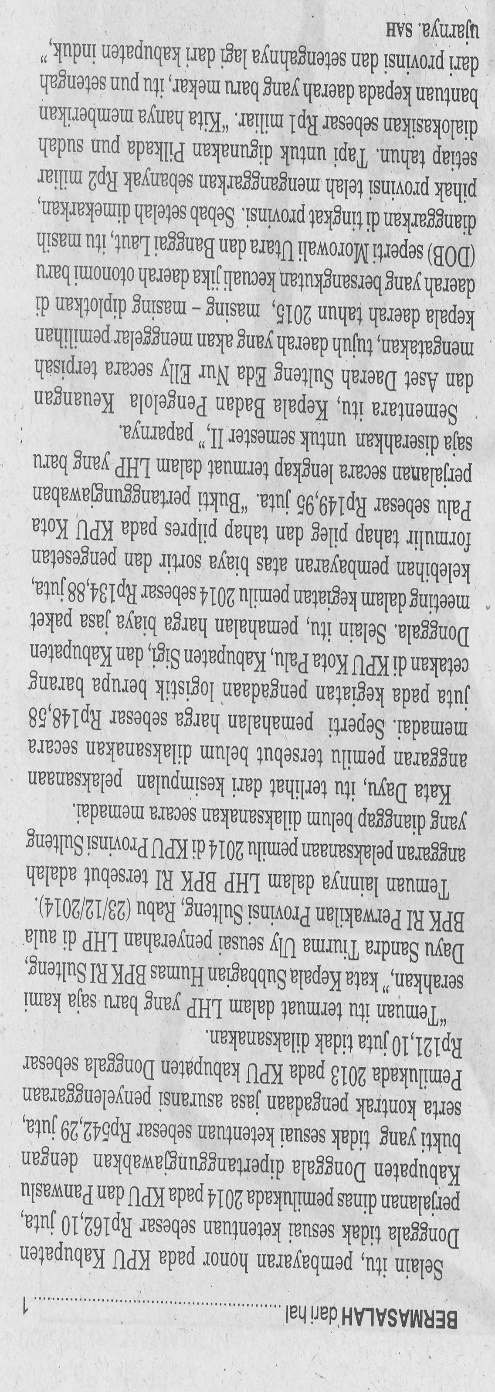 BERMASALAH dari hal ........................................ 1
Selain itu, pembayaran honor pada KPU Kabupaten
Donggala tidak sesuai ketentuan sebesar Rp162,10 juta,
perjalanan dinas pemilukada 2014 pada KPU dan Panwaslu
Kabupaten Donggala dipertanggungjawabkan dengan
bukti yang tidak sesuai ketentuan sebesar Rp542,29 juta,
serta kontrak pengadaan jasa asuransi penyelenggaraan
Pemilukada 2013 pada KPU kabupaten Donggala sebesar
Rp121,10 juta tidak dilaksanakan.
“Temuan itu termuat dalam LHP yang baru saja kami
serahkan,” kata Kepala Subbagian Humas BPK RI Sulteng,
Dayu Sandra Tiurma Uly seusai penyerahan LHP di aula
BPK RI Perwakilan Provinsi Sulteng, Rabu (23/12/2014).
Temuan lainnya dalam LHP BPK RI tersebut adalah
anggaran pelaksanaan pemilu 2014 di KPU Provinsi Sulteng
yang dianggap belum dilaksanakan secara memadai.
Kata Dayu, itu terlihat dari kesimpulan pelaksanaan
anggaran pemilu tersebut belum dilaksanakan secara
memadai. Seperti pemahalan harga sebesar Rp148,58
juta pada kegiatan pengadaan logistik berupa barang
cetakan di KPU Kota Palu, Kabupaten Sigi, dan Kabupaten
Donggala. Selain itu, pemahalan harga biaya jasa paket
meeting dalam kegiatan pemilu 2014 sebesar Rp134,88 juta,
kelebihan pembayaran atas biaya sortir dan pengesetan
formulir tahap pileg dan tahap pilpres pada KPU Kota
Palu sebesar Rp149,95 juta. “Bukti pertanggungjawaban
perjalanan secara lengkap termuat dalam LHP yang baru
saja diserahkan untuk semester II,” paparnya.
Sementara itu, Kepala Badan Pengelola Keuangan
dan Aset Daerah Sulteng Eda Nur Elly secara terpisah
mengatakan, tujuh daerah yang akan menggelar pemilihan
kepada daerah tahun 2015, masing – masing diplotkan di
daerah yang bersangkutan kecuali jika daerah otonomi baru
(DOB) seperti Morowali Utara dan Banggai Laut, itu masih
dianggarkan di tingkat provinsi. Sebab setelah dimekarkan,
pihak provinsi telah menganggarkan sebanyak Rp2 miliar
setiap tahun. Tapi untuk digunakan Pilkada pun sudah
dialokasikan sebesar Rp1 miliar. “Kita hanya memberikan
bantuan kepada daerah yang baru mekar, itu pun setengah
dari provinsi dan setengahnya lagi dari kabupaten induk,”
ujarnya. SAH